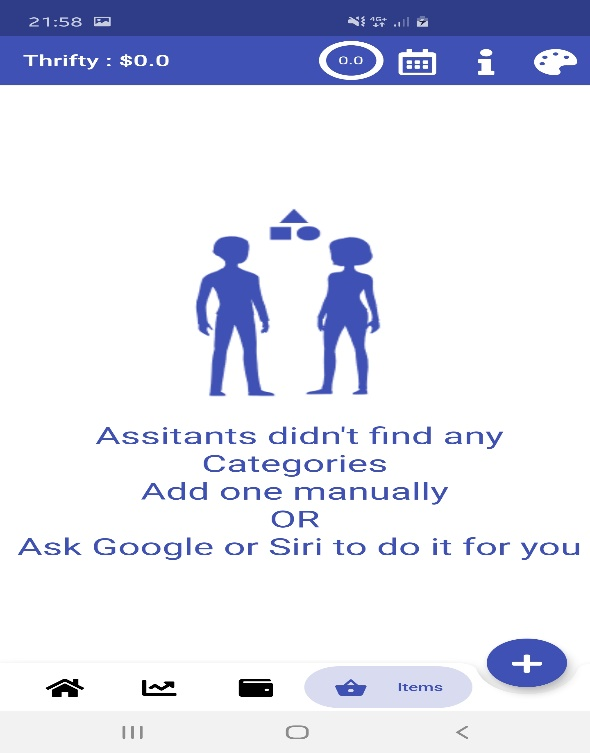 21:58
4G+
Thrifty : $0.0
0.0
Assitants didn't find any
Categories
Add one manually
OR
Ask Google or Siri to do it for you
Items